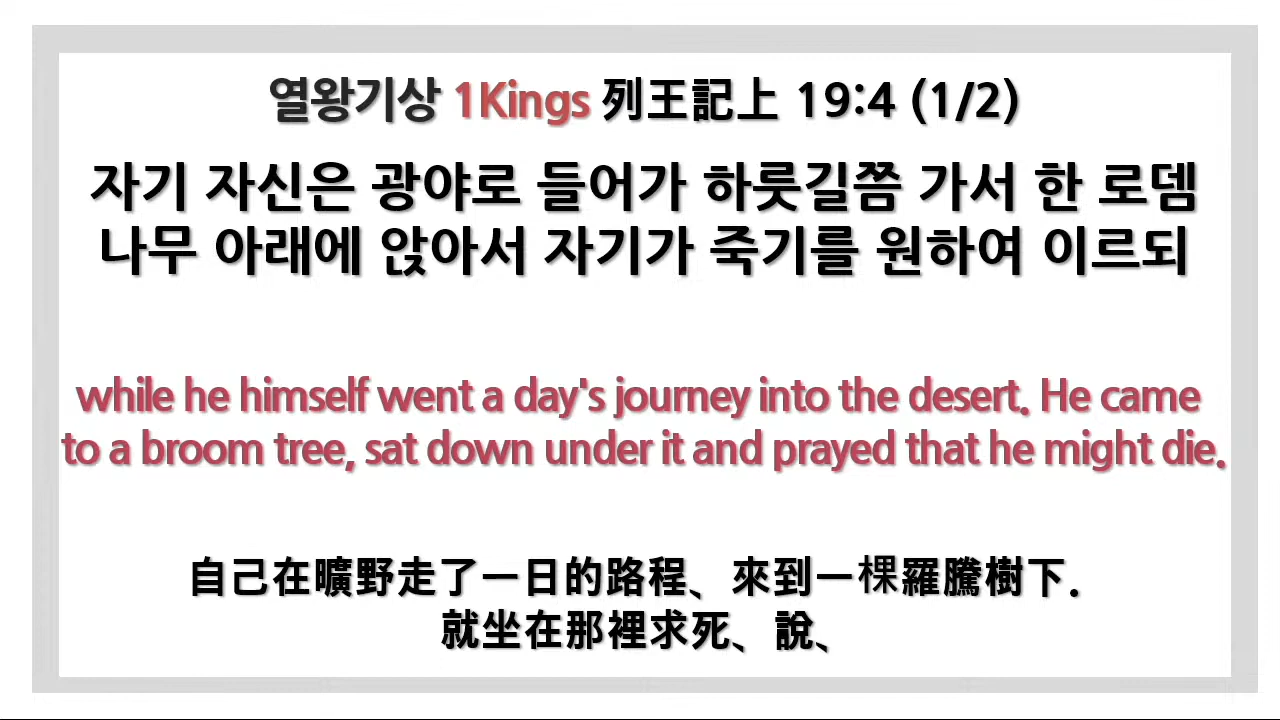 열왕기상 1Kings 列王記上 19:4 (1/2)
자기 자신은 광야로 들어가 하룻길쯤 가서 한 로뎀
나무 아래에 앉아서 자기가 죽기를 원하여 이르되
while he himself went a day's journey into the desert. He came
to a broom tree, sat down under it and prayed that he might die.
自己在曠野走了一日的路程、來到一棵羅騰樹下.
就坐在那裡求死、說、